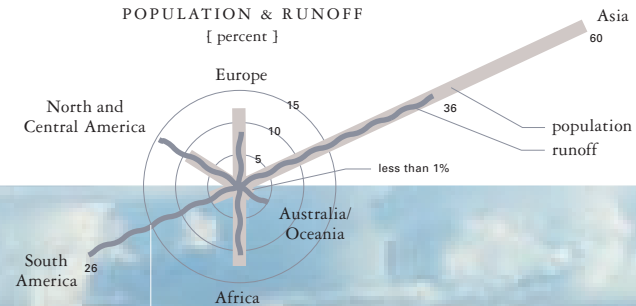 POPULATION & RUNOFF
{ percent }
Asia
60
Europe
15
North and
Central America
10
36
population
runoff
5
less than 1%
Australia/
Oceania
South
America
26
Africa